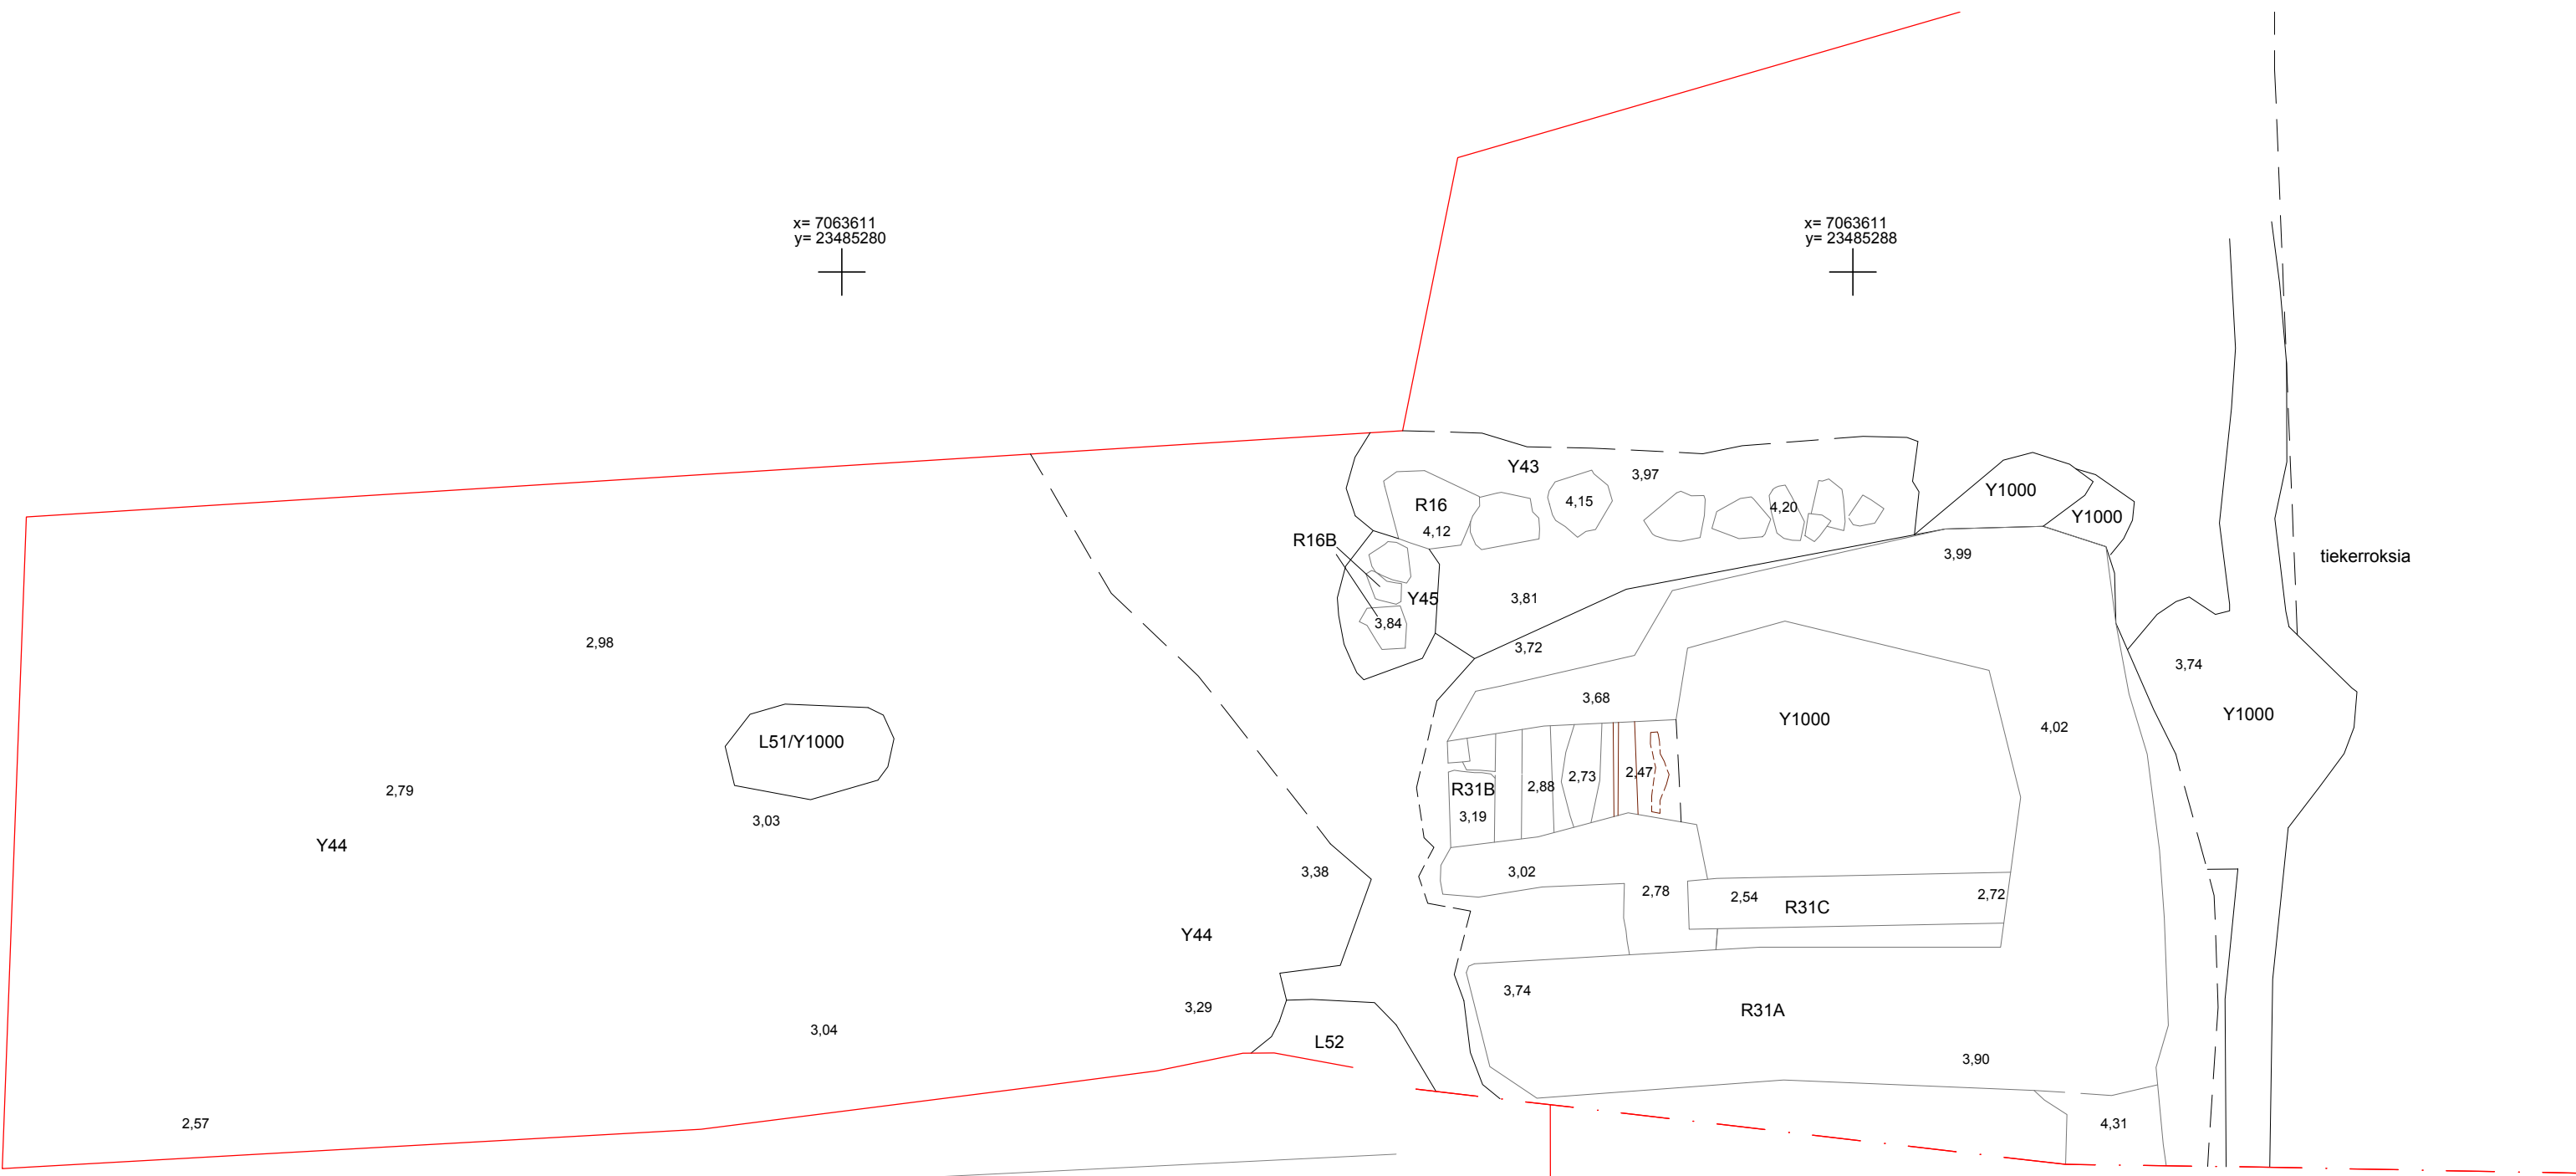 x= 7063611
y= 23485280
x= 7063611
y= 23485288
Y43
3,97
R16
4,12
4,15
4,20
Y1000
Y1000
R16B
Y45
3,84
3,81
3,99
tiekerroksia
2,98
3,72
3,74
3,68
Y1000
Y1000
4,02
L51/Y1000
2,79
3,03
Y44
R31B
3,19
2,88
2,73
2,47
3,38
3,02
2,78
2,54
R31C
2,72
Y44
3,29
3,04
3,74
R31A
L52
3,90
2,57
4,31